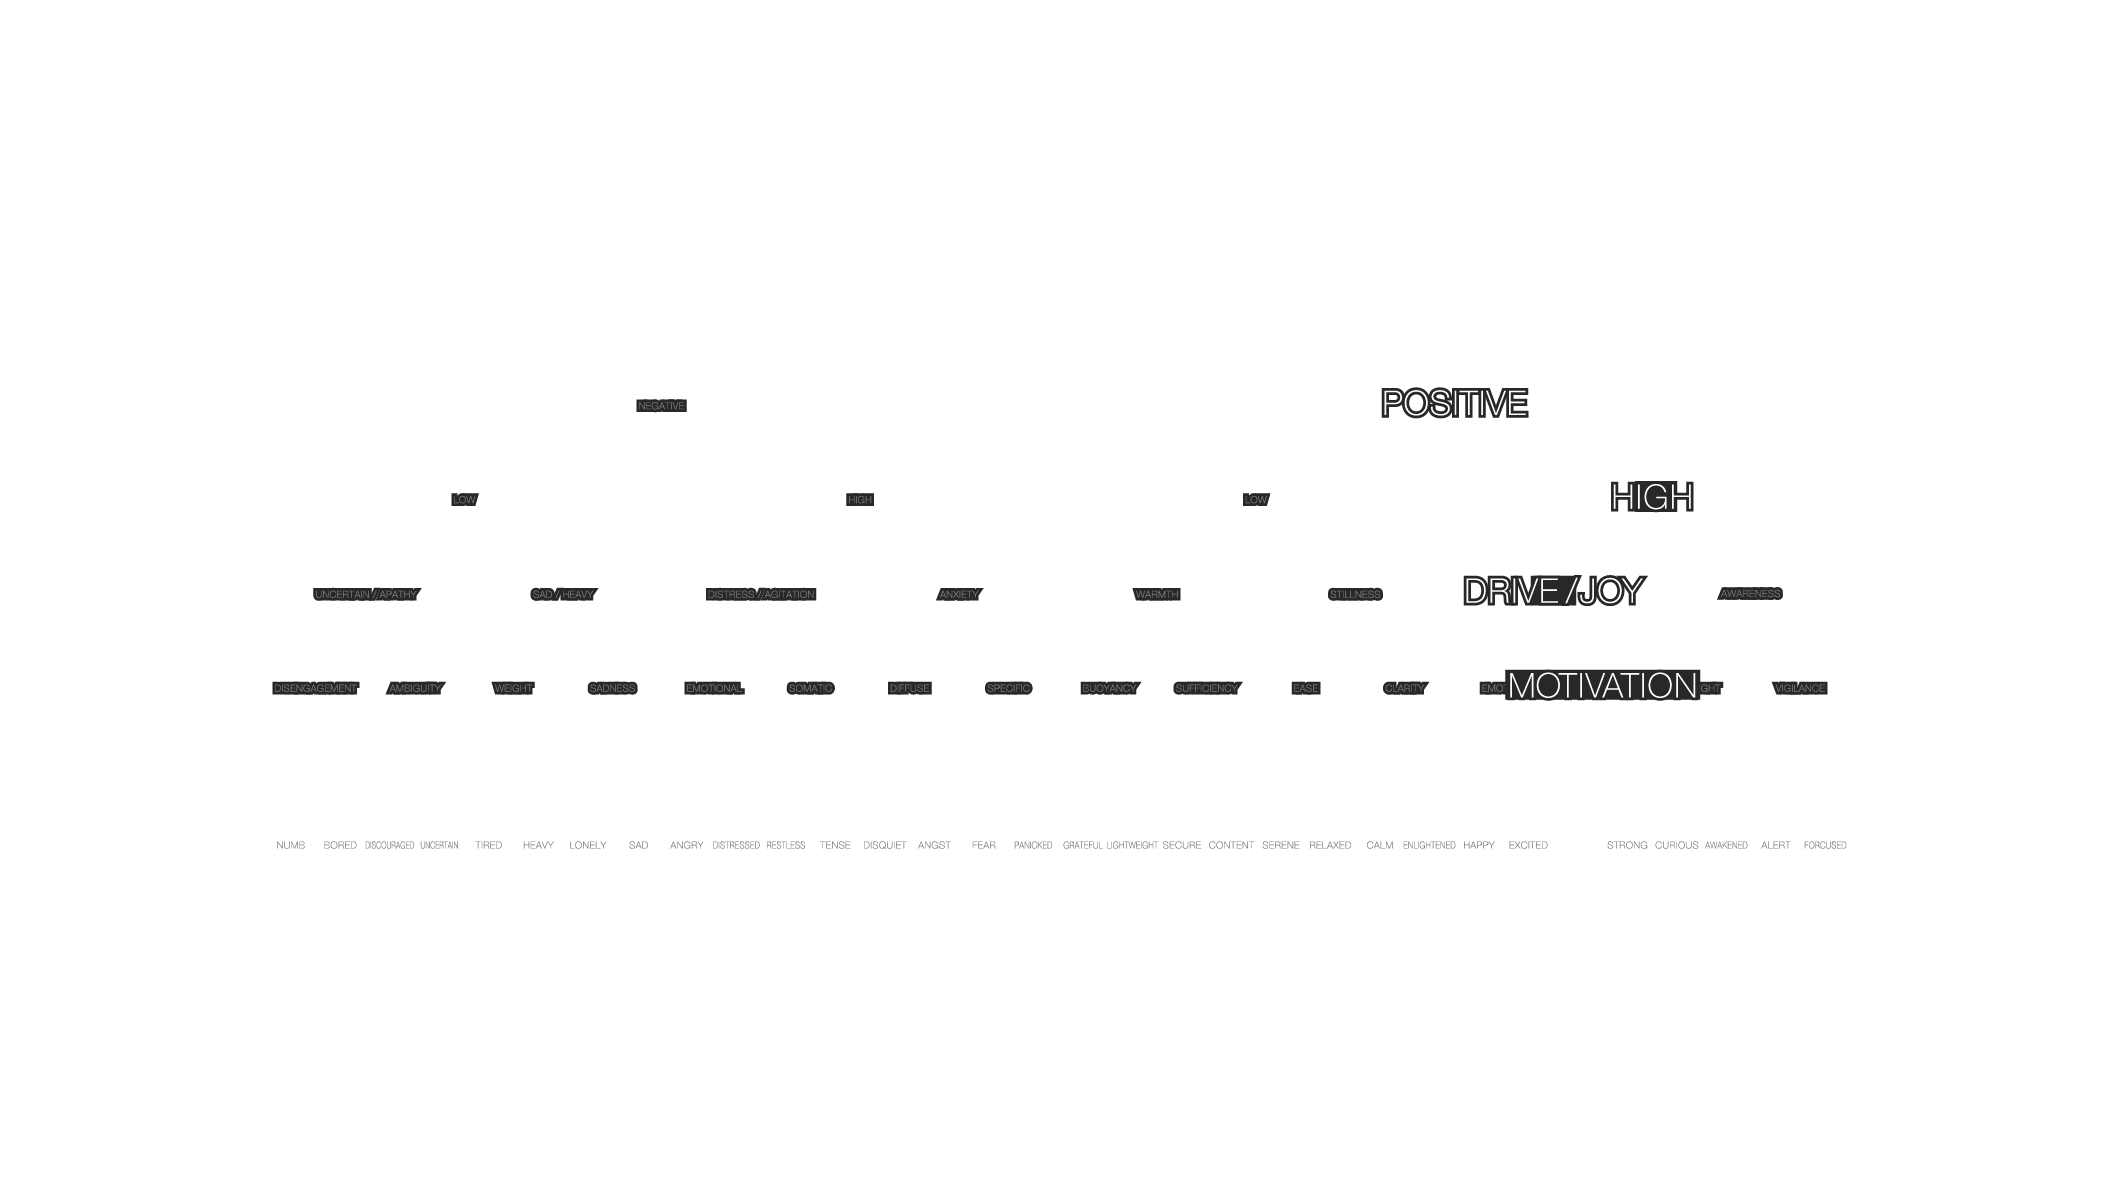 NEGATIVE POSITIVE
LOW HIGH LOW HIGH
UNCERTAIN//APATHY SAD//HEAVY DISTRESS//AGITATION ANXIETY WARMTH STILLNESS DRIVE/JOY AWARENESS
DISENGAGEMENT AMBIGUITY WEIGHT SADNESS EMOTIONAL SOMATIC DIFFUSE SPECIFIC BUOYANCY SUFFICIENCY EASE CLARITY EMO MOTIVATION GHT VIGILANCE
NUMB BORED DISCOURAGED UNCERTAIN TIRED HEAVY LONELY SAD ANGRY DISTRESSED RESTLESS TENSE DISQUIET ANGST FEAR PANICKED GRATEFUL LIGHTWEIGHT SECURE CONTENT SERENE RELAXED CALM ENLIGHTENED HAPPY EXCITED STRONG CURIOUS AWAKENED ALERT FORCUSED